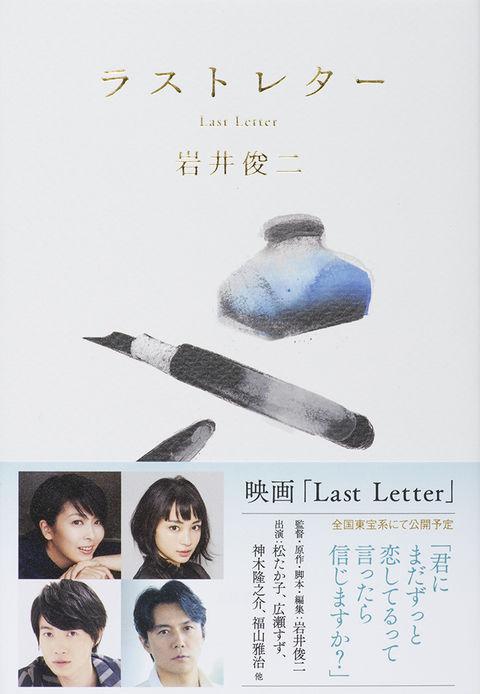 ラストレター
Last Letter
岩井俊二
映画「Last Letter」
全国東宝系にて公開予定
「君に
まだずっと
恋してるって
言ったら
信じますか？」
監督・原作・脚本・編集：岩井俊二
出演：松たか子、広瀬すず、
神木隆之介、福山雅治 他